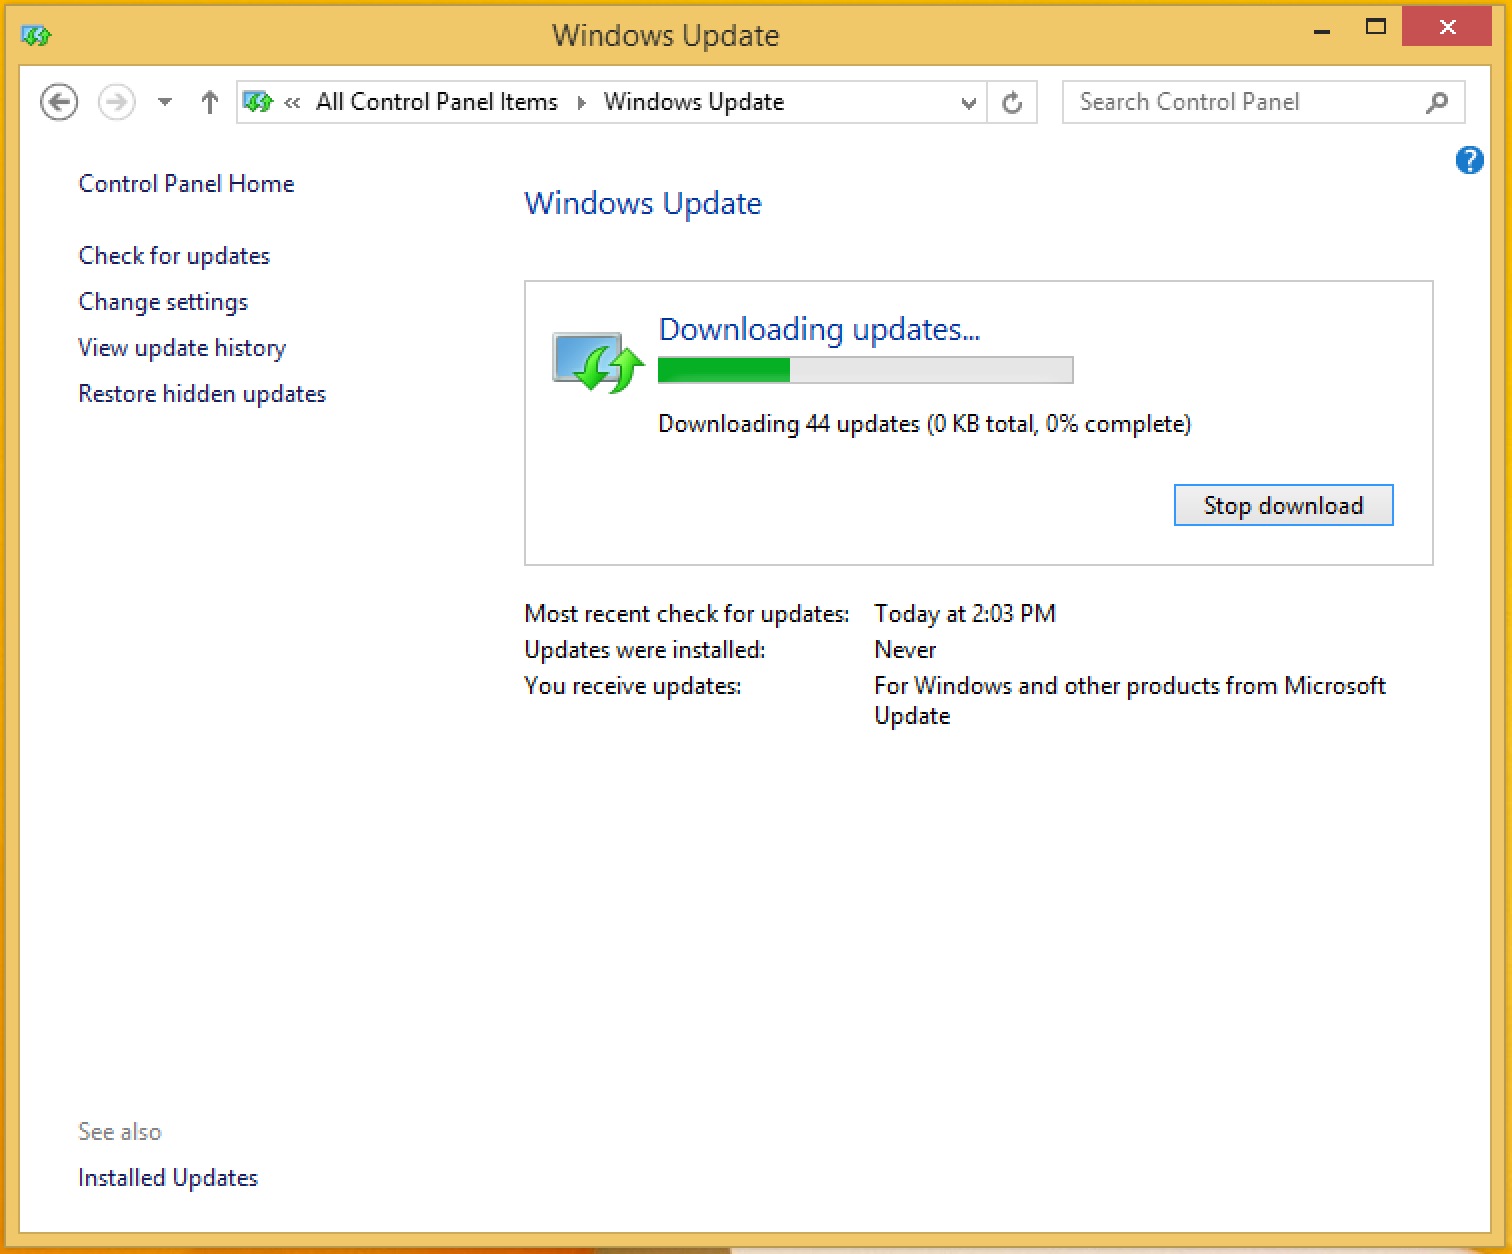 Windows Update
« All Control Panel Items Windows Update
Search Control Panel
?
Control Panel Home
Check for updates
Change settings
View update history
Restore hidden updates
Windows Update
Downloading updates...
Downloading 44 updates (0 KB total, 0% complete)
Stop download
Most recent check for updates: Today at 2:03 PM
Updates were installed: Never
You receive updates: For Windows and other products from Microsoft
Update
See also
Installed Updates